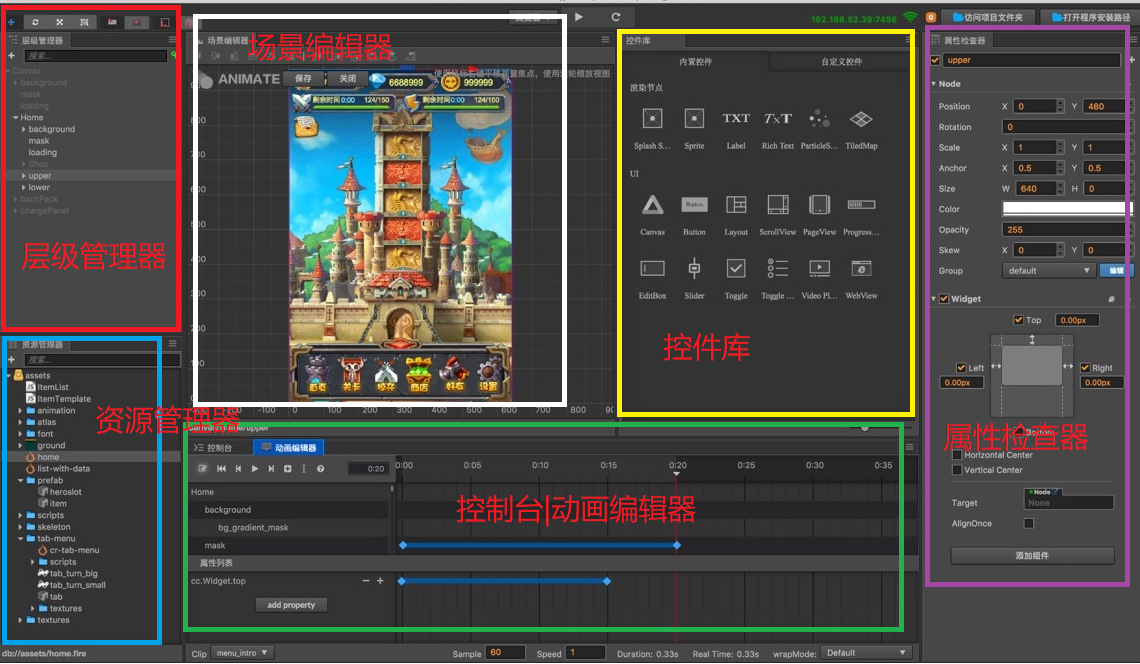 192.168.52.39:7456
0
访问项目文件夹
打开程序安装路径
层级管理器
搜索...
Canvas
background
mask
loading
Home
background
mask
loading
Shop
upper
lower
backPack
chargePanel
层级管理器
场景编辑器
场景编辑器
ANIMATE
保存
关闭
使用鼠标右键平移视窗焦点，使用滚轮缩放视图
6688999
999999
剩余时间0:00
124/150
剩余时间0:00
124/150
首页
关卡
商店
好友
设置
-100
0
100
200
300
400
500
600
700
800
控件库
内置控件
自定义控件
渲染节点
Splash S...
Sprite
TXT
Label
TxT
Rich Text
ParticleS...
TiledMap
UI
Canvas
Button
Button
Layout
ScrollView
PageView
Progress...
EditBox
Slider
Toggle
Toggle ...
Video Pl...
WebView
控件库
属性检查器
upper
Node
Position X 0 Y 480
Rotation 0
Scale X 1 Y 1
Anchor X 0.5 Y 0.5
Size W 640 H 0
Color
Opacity 255
Skew X 0 Y 0
Group default 编辑
Widget
Top 0.00px
Left
0.00px
Right
0.00px
属性检查器
Horizontal Center
Vertical Center
Target
Node
None
AlignOnce
添加组件
资源管理器
搜索...
assets
ItemList
ItemTemplate
animation
atlas
font
ground
home
list-with-data
prefab
heroslot
item
scripts
skeleton
tab-menu
cr-tab-menu
scripts
tab_turn_big
tab_turn_small
tab
textures
textures
资源管理器
db://assets/home.fire
控制台
动画编辑器
0:20
0:00
0:05
0:10
0:15
0:20
0:25
0:30
0:35
Home
background
bg_gradient_mask
mask
属性列表
cc.Widget.top
add property
控制台|动画编辑器
Clip menu_intro
Sample 60
Speed 1
Duration: 0.33s
Real Time: 0.33s
wrapMode: Default